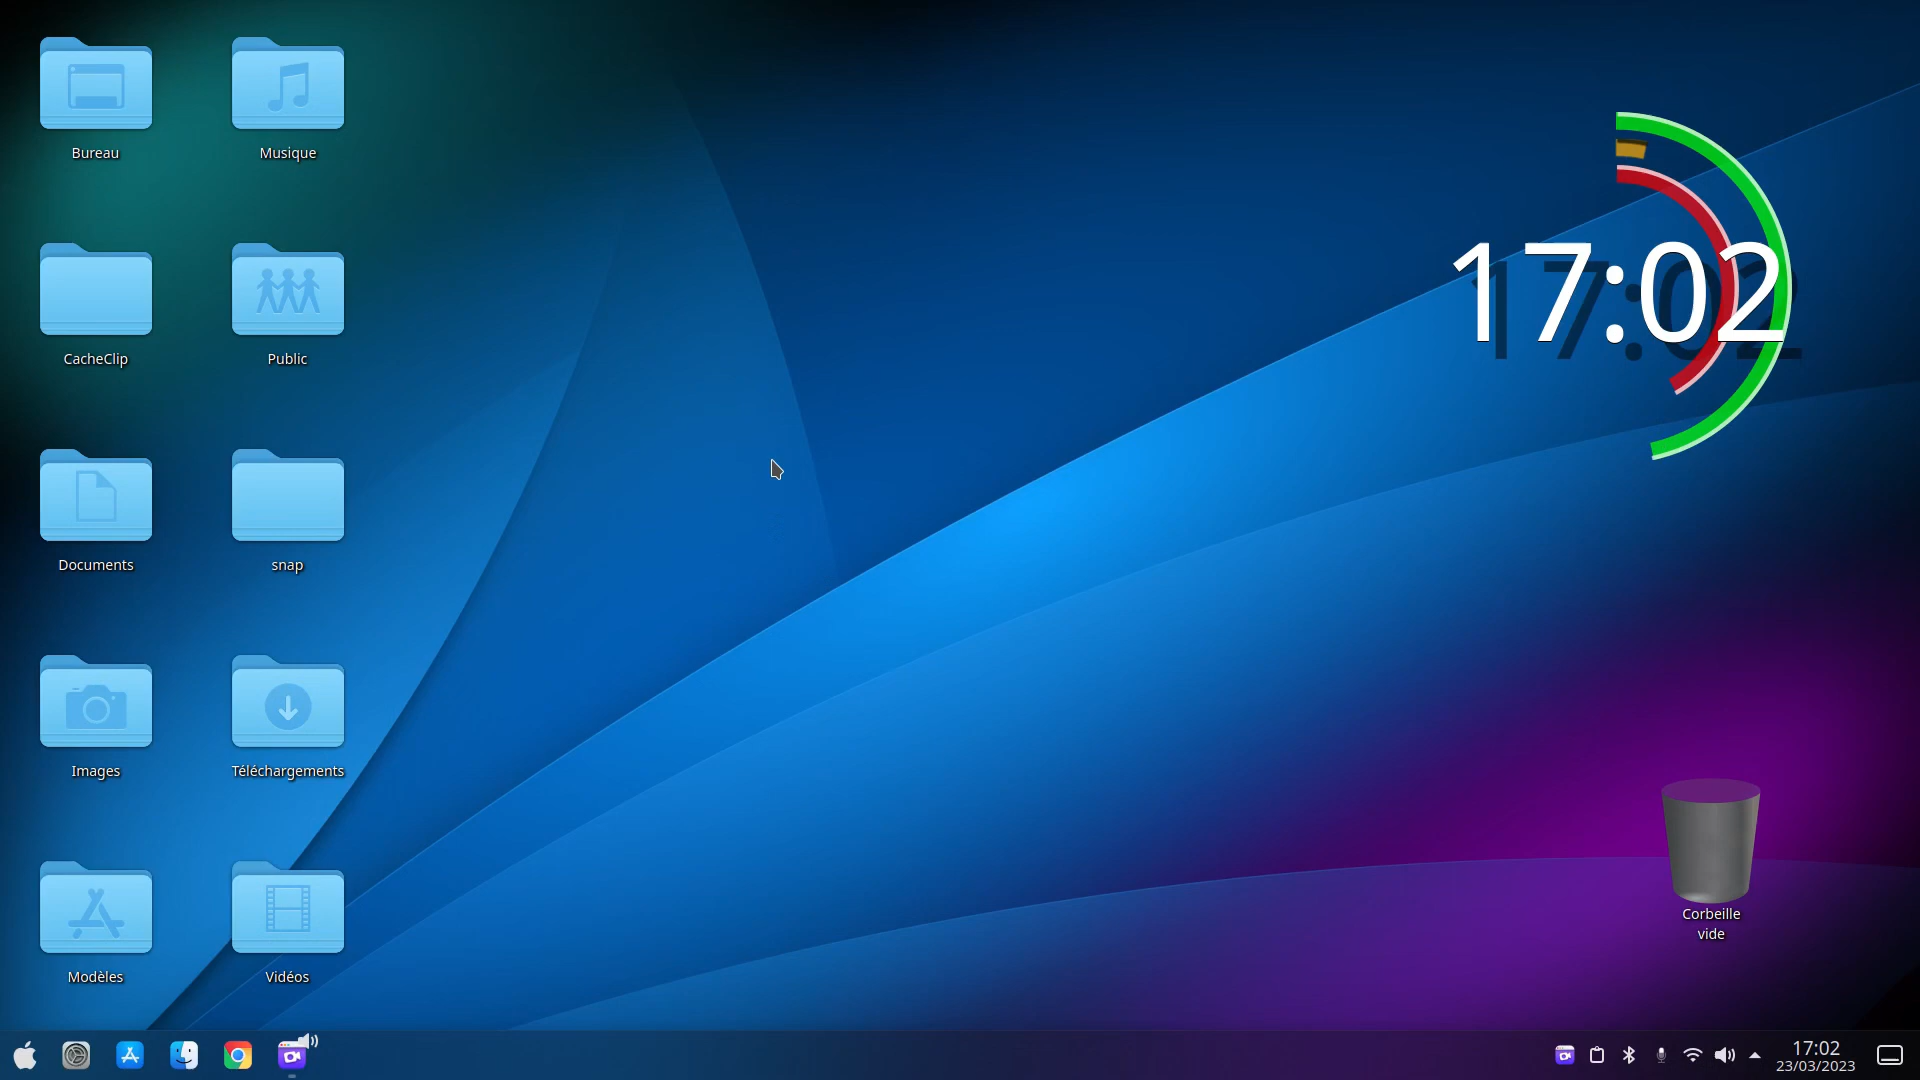 Bureau
Musique
17:02
CacheClip
Public
Documents
snap
Images
Téléchargements
Corbeille
vide
Modèles
Vidéos
17:02
23/03/2023